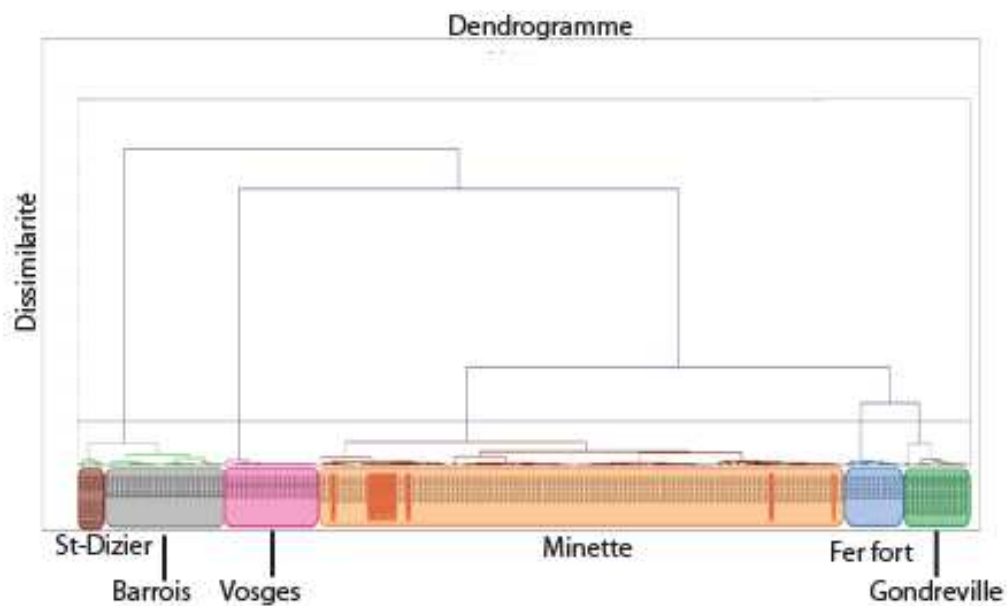 Dendrogramme
Dissimilarité
St-Dizier
Minette
Fer fort
Barrois
Vosges
Gondreville